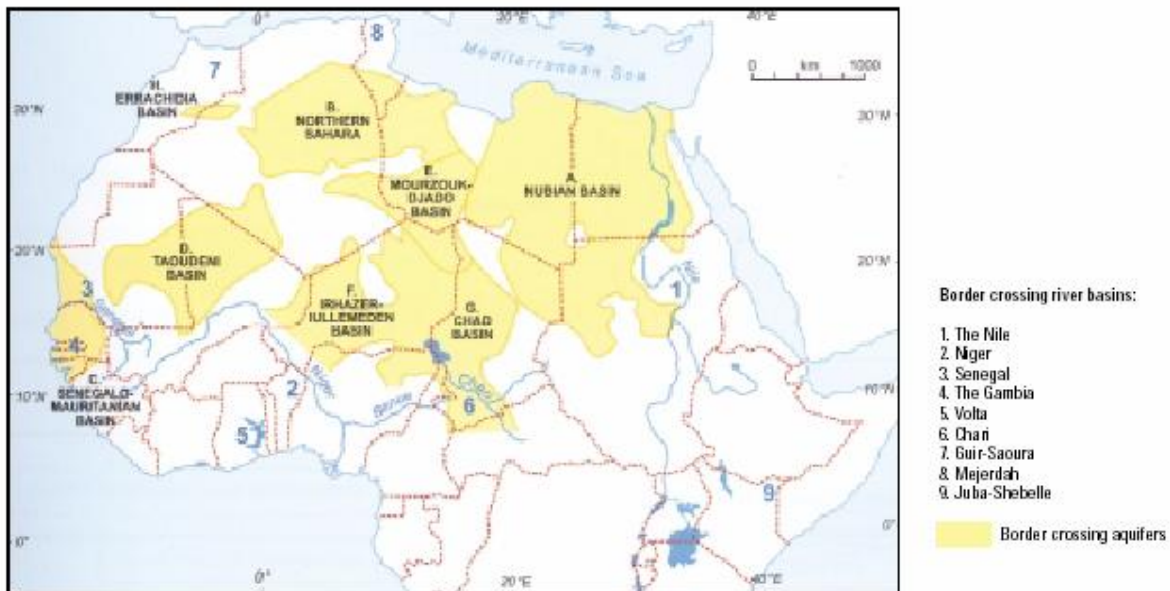 0°
20°E
40°E
8
Mediterranean Sea
0 km 1000
7
H.
ERRACHIDIA
BASIN
30°N
30°N
B.
NORTHERN
SAHARA
E.
MOURZOUK-
DJADO
BASIN
A.
NUBIAN BASIN
20°N
20°N
D.
TAOUDENI
BASIN
3
F.
IRHAZER-
IULLEMEDEN
BASIN
G.
CHAD
BASIN
Nile
1
4
C.
SENEGALO-
MAURITANIAN
BASIN
10°N
10°N
2
Niger
Benue
Chari
6
5
9
0°
0°
0°
20°E
40°E
Border crossing river basins:
1. The Nile
2. Niger
3. Senegal
4. The Gambia
5. Volta
6. Chari
7. Guir-Saoura
8. Mejerdah
9. Juba-Shebelle
Border crossing aquifers